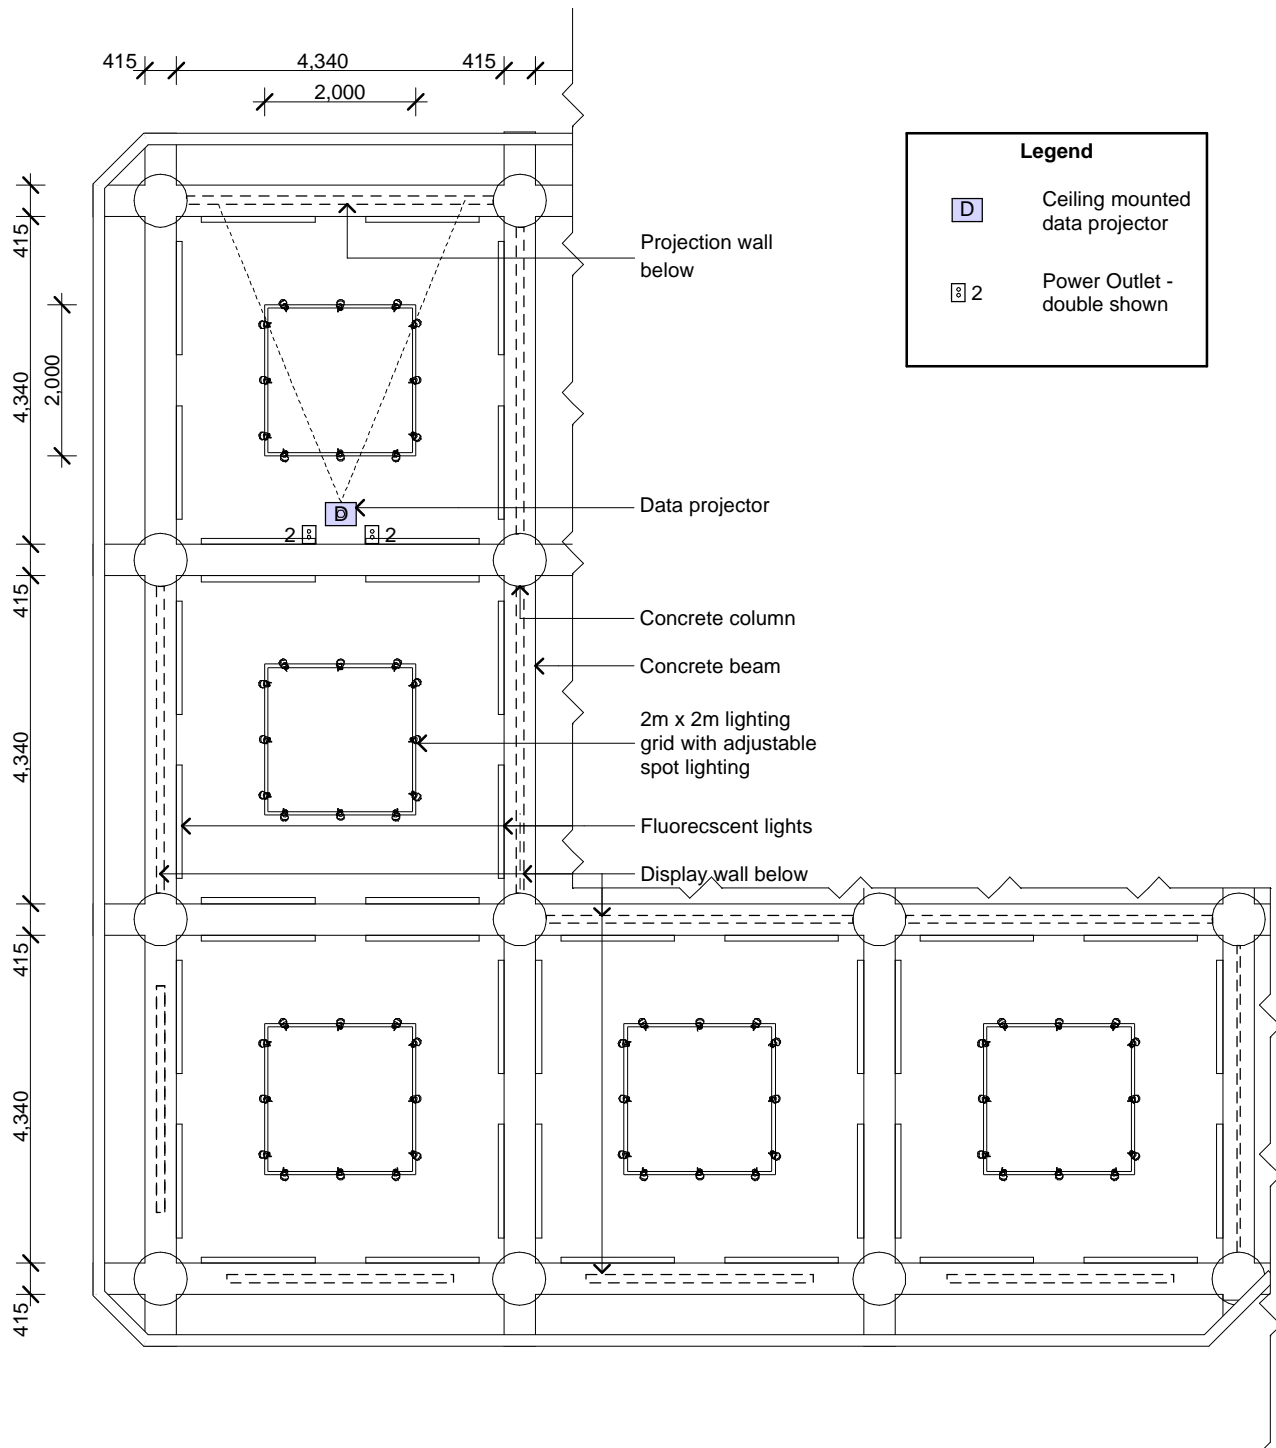 415
4,340
415
2,000
Legend
D
Ceiling mounted
data projector
2
Power Outlet -
double shown
415
4,340
2,000
415
4,340
415
4,340
415
Projection wall
below
Data projector
D
2
2
Concrete column
Concrete beam
2m x 2m lighting
grid with adjustable
spot lighting
Fluorecscent lights
Display wall below